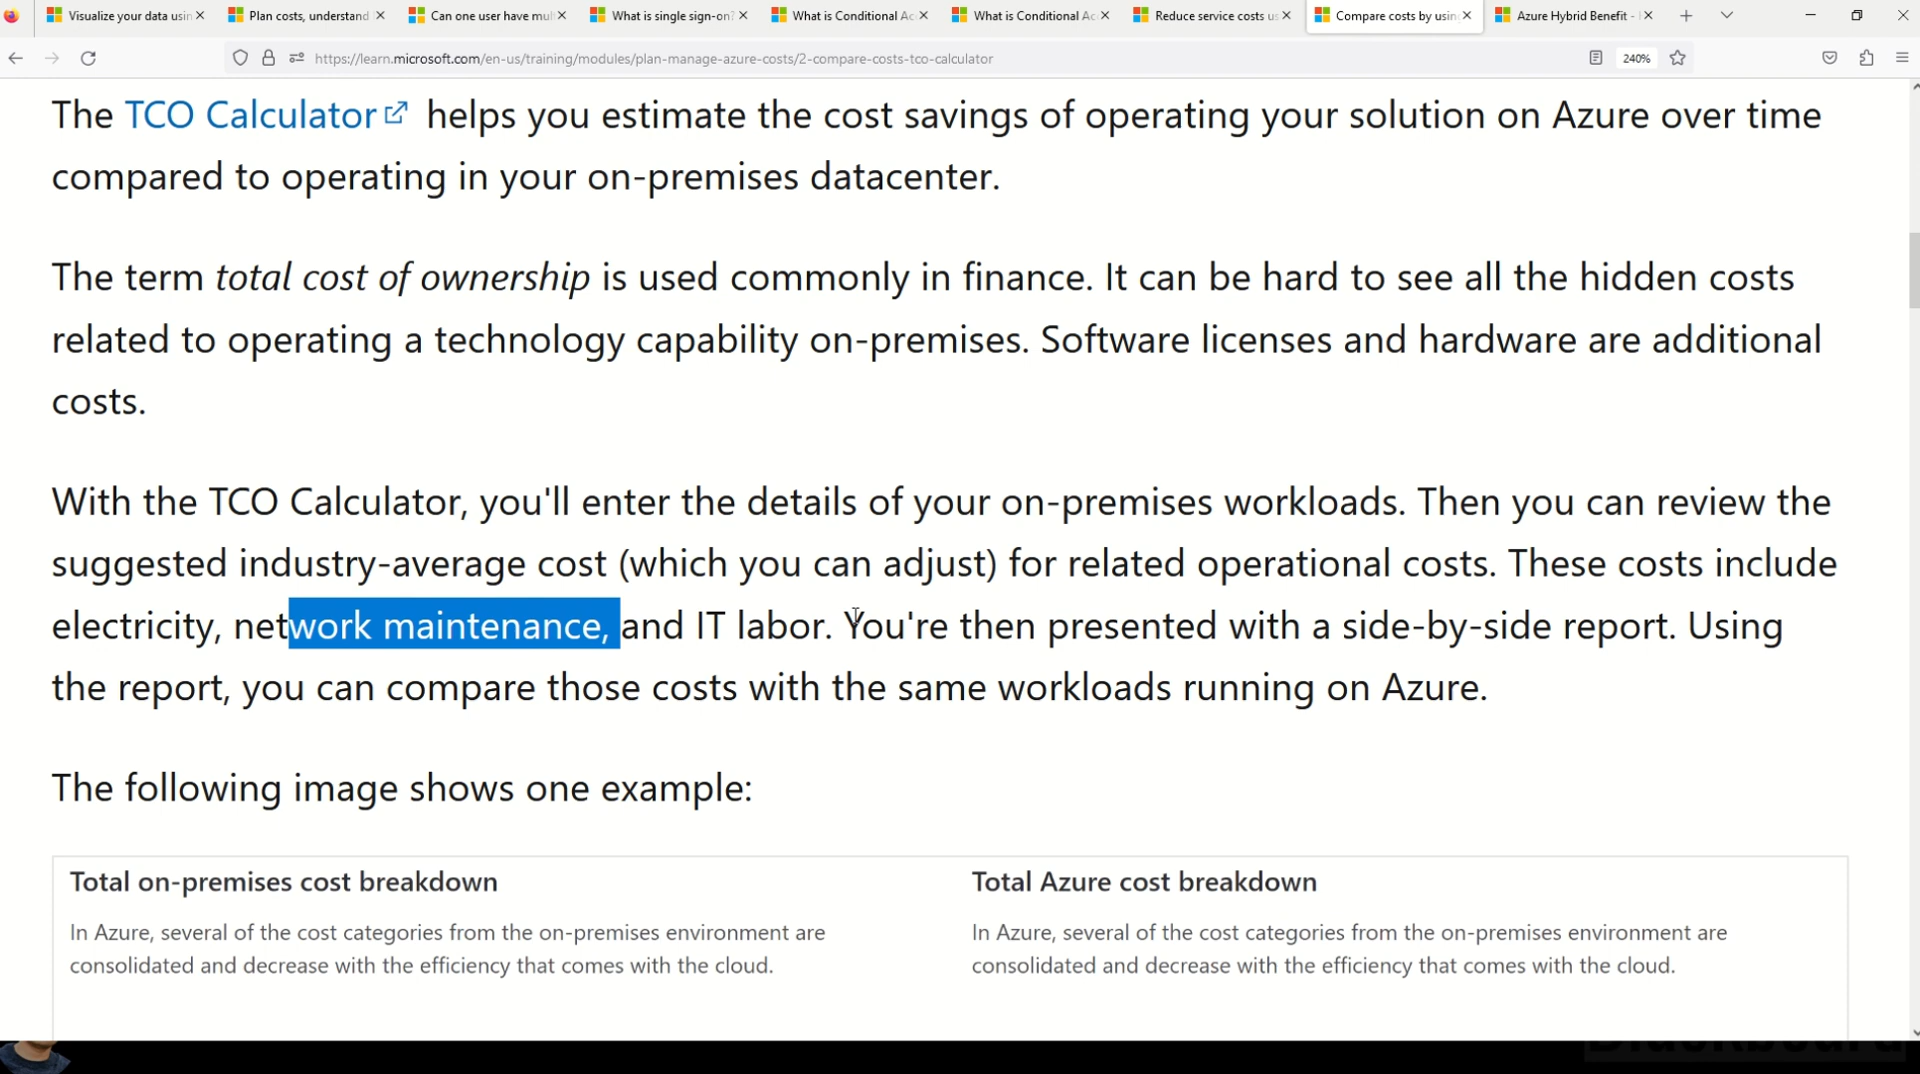 Visualize your data usin
Plan costs, understand
Can one user have mul
What is single sign-on?
What is Conditional Ac
What is Conditional Ac
Reduce service costs us
Compare costs by usin
Azure Hybrid Benefit -
https://learn.microsoft.com/en-us/training/modules/plan-manage-azure-costs/2-compare-costs-tco-calculator
240%
The TCO Calculator helps you estimate the cost savings of operating your solution on Azure over time
compared to operating in your on-premises datacenter.
The term total cost of ownership is used commonly in finance. It can be hard to see all the hidden costs
related to operating a technology capability on-premises. Software licenses and hardware are additional
costs.
With the TCO Calculator, you'll enter the details of your on-premises workloads. Then you can review the
suggested industry-average cost (which you can adjust) for related operational costs. These costs include
electricity, network maintenance, and IT labor. You're then presented with a side-by-side report. Using
the report, you can compare those costs with the same workloads running on Azure.
The following image shows one example:
Total on-premises cost breakdown
In Azure, several of the cost categories from the on-premises environment are
consolidated and decrease with the efficiency that comes with the cloud.
Total Azure cost breakdown
In Azure, several of the cost categories from the on-premises environment are
consolidated and decrease with the efficiency that comes with the cloud.